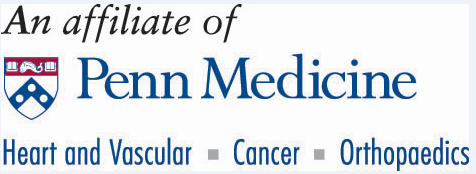 An affiliate of
Penn Medicine
Heart and Vascular ▪ Cancer ▪ Orthopaedics